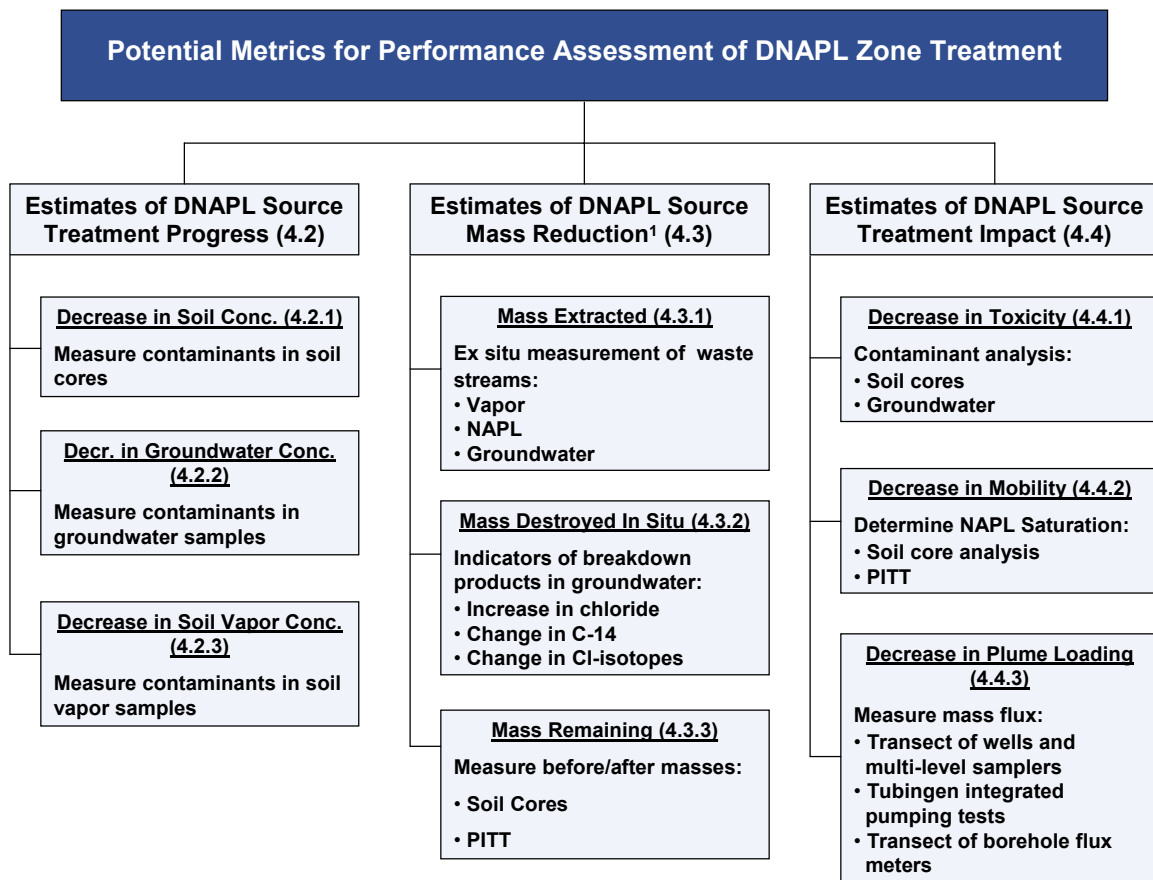 Potential Metrics for Performance Assessment of DNAPL Zone Treatment
Estimates of DNAPL Source
Treatment Progress (4.2)
Decrease in Soil Conc. (4.2.1)
Measure contaminants in soil
cores
Decr. in Groundwater Conc.
(4.2.2)
Measure contaminants in
groundwater samples
Decrease in Soil Vapor Conc.
(4.2.3)
Measure contaminants in soil
vapor samples
Estimates of DNAPL Source
Mass Reduction¹ (4.3)
Mass Extracted (4.3.1)
Ex situ measurement of waste
streams:
• Vapor
• NAPL
• Groundwater
Mass Destroyed In Situ (4.3.2)
Indicators of breakdown
products in groundwater:
• Increase in chloride
• Change in C-14
• Change in Cl-isotopes
Mass Remaining (4.3.3)
Measure before/after masses:
• Soil Cores
• PITT
Estimates of DNAPL Source
Treatment Impact (4.4)
Decrease in Toxicity (4.4.1)
Contaminant analysis:
• Soil cores
• Groundwater
Decrease in Mobility (4.4.2)
Determine NAPL Saturation:
• Soil core analysis
• PITT
Decrease in Plume Loading
(4.4.3)
Measure mass flux:
• Transect of wells and
multi-level samplers
• Tubingen integrated
pumping tests
• Transect of borehole flux
meters